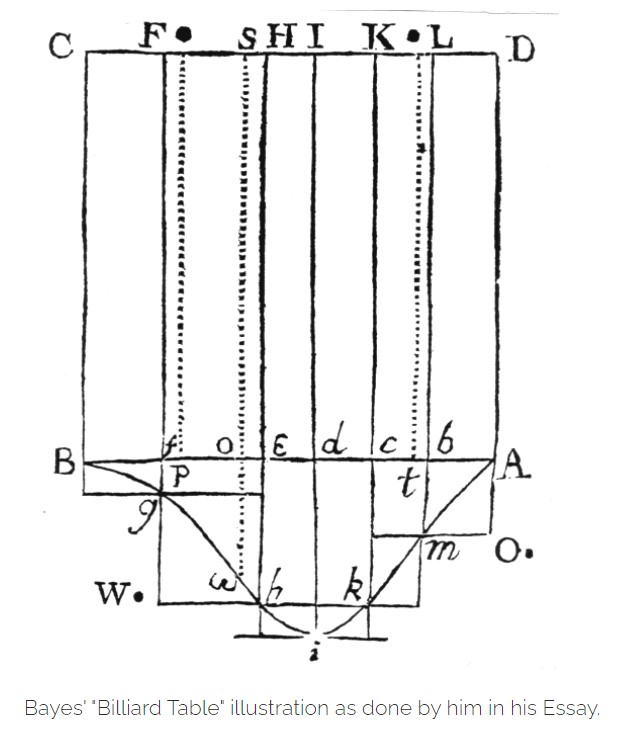 C F• S H I K •L D
B f o E d c b A
p t
g m O.
W. w h k
i
Bayes' "Billiard Table" illustration as done by him in his Essay.